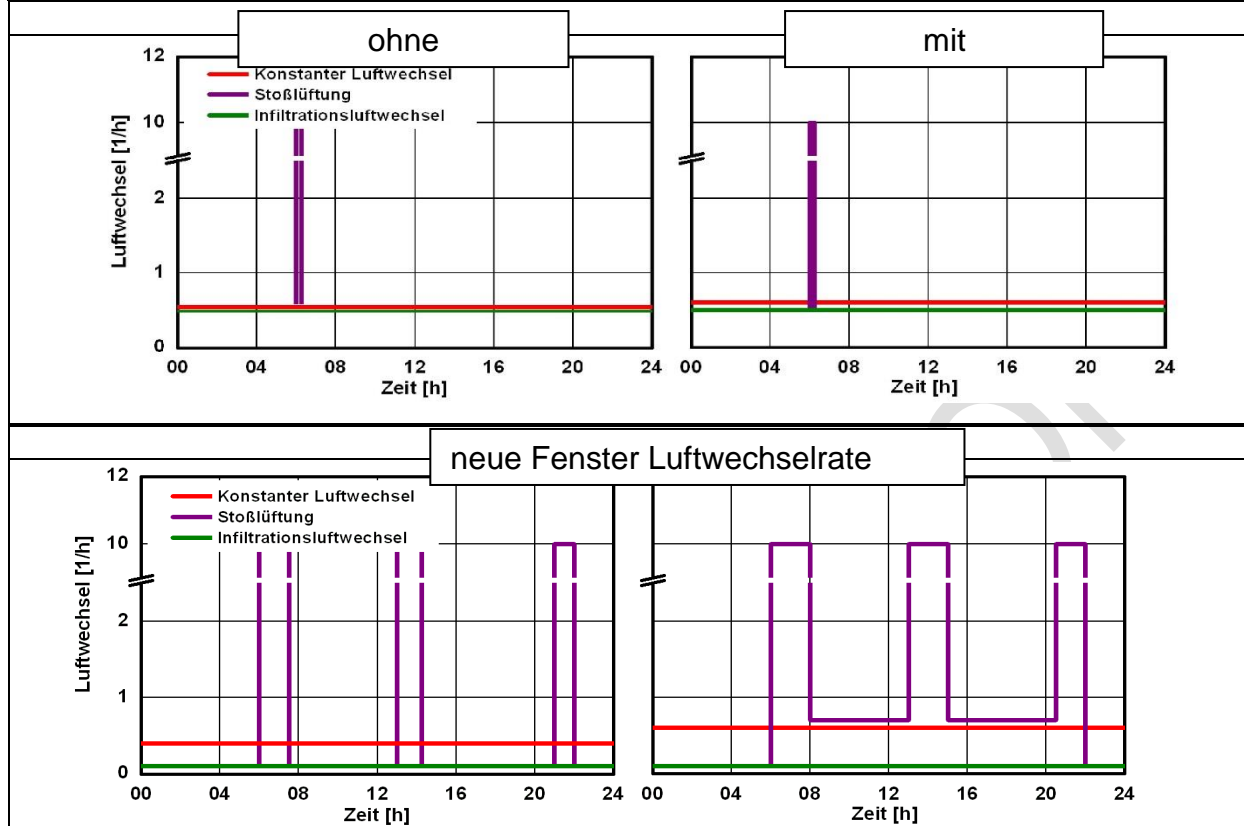 ohne
mit
12
Konstanter Luftwechsel
Stoßlüftung
Infiltrationsluftwechsel
10
2
1
0
Luftwechsel [1/h]
00 04 08 12 16 20 24
Zeit [h]
00 04 08 12 16 20 24
Zeit [h]
neue Fenster Luftwechselrate
12
Konstanter Luftwechsel
Stoßlüftung
Infiltrationsluftwechsel
10
2
1
0
Luftwechsel [1/h]
00 04 08 12 16 20 24
Zeit [h]
00 04 08 12 16 20 24
Zeit [h]